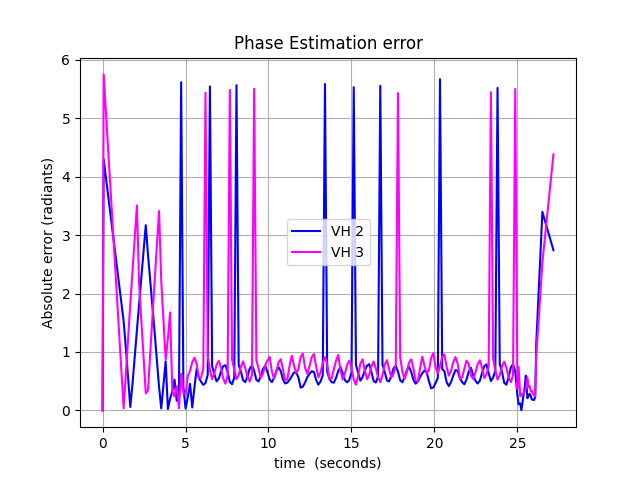 Phase Estimation error
Absolute error (radiants)
6
5
4
3
2
1
0
VH 2
VH 3
0
5
10
15
20
25
time  (seconds)